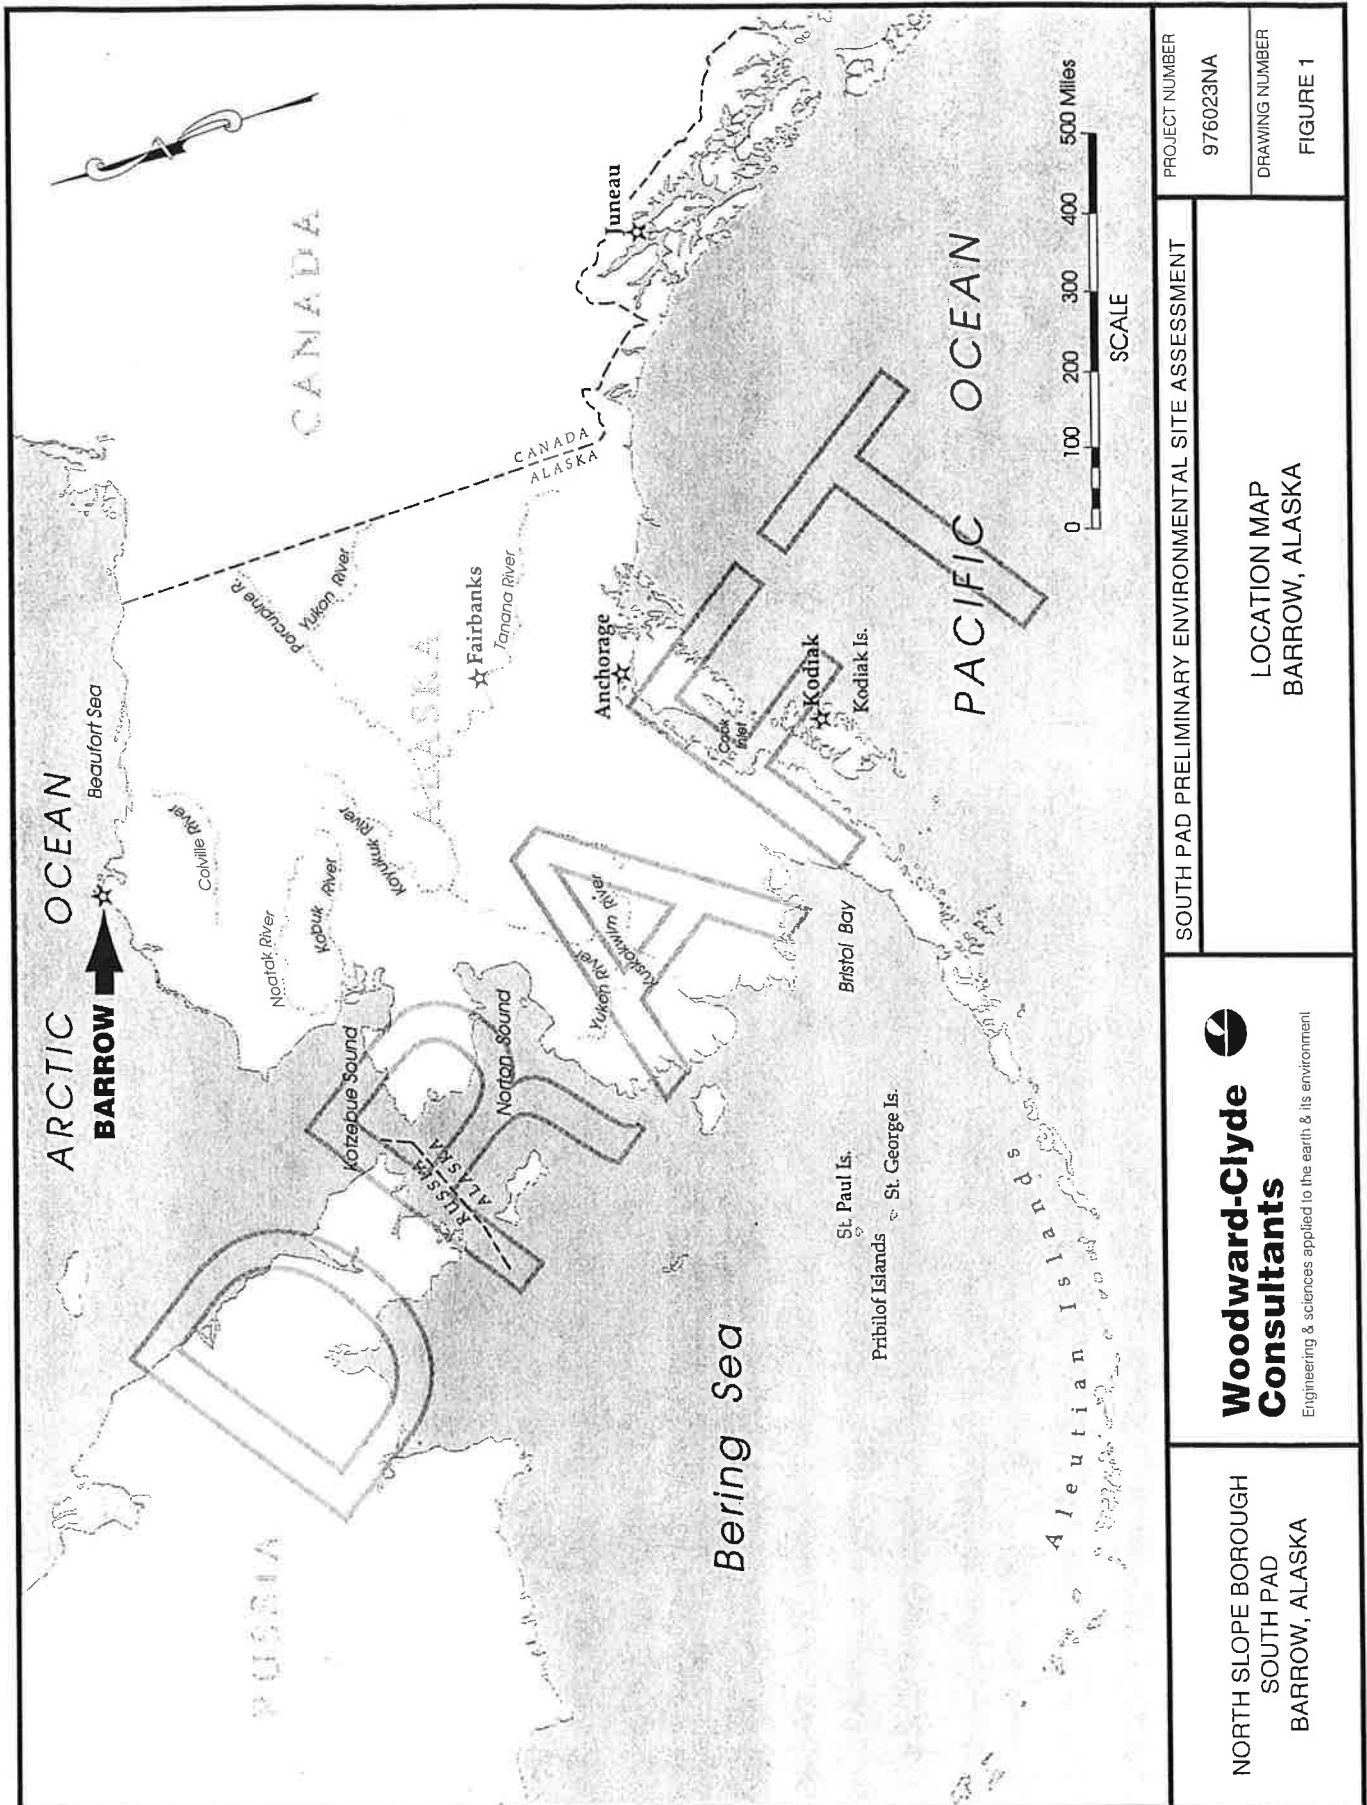 ARCTIC OCEAN
BARROW
Beaufort Sea
RUSSIA
CANADA
ALASKA
Colville River
Noatak River
Kobuk River
Koyukuk River
Porcupine R.
Yukon River
Fairbanks
Tanana River
CANADA
ALASKA
Kotzebue Sound
Norton Sound
RUSSIA
ALASKA
Yukon River
Kuskokwim River
Anchorage
Juneau
Cook
Inlet
Kodiak
Kodiak Is.
Bristol Bay
Bering Sea
St. Paul Is.
Pribilof Islands
St. George Is.
Aleutian Islands
PACIFIC OCEAN
DRAFT
0 100 200 300 400 500 Miles
SCALE
NORTH SLOPE BOROUGH
SOUTH PAD
BARROW, ALASKA
Woodward-Clyde
Consultants
Engineering & sciences applied to the earth & its environment
SOUTH PAD PRELIMINARY ENVIRONMENTAL SITE ASSESSMENT
LOCATION MAP
BARROW, ALASKA
PROJECT NUMBER
976023NA
DRAWING NUMBER
FIGURE 1